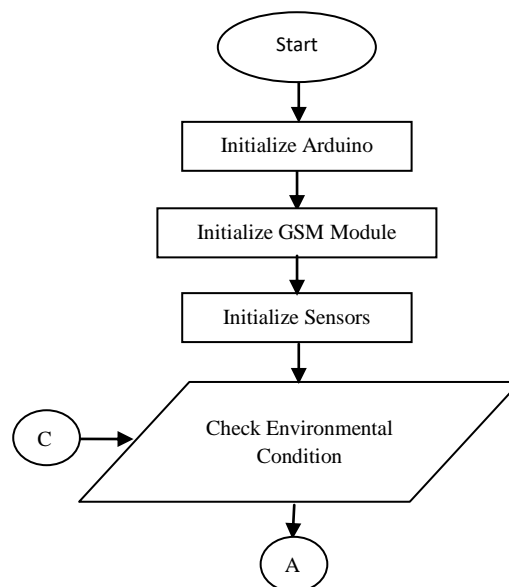 Start
Initialize Arduino
Initialize GSM Module
Initialize Sensors
Check Environmental
Condition
C
A